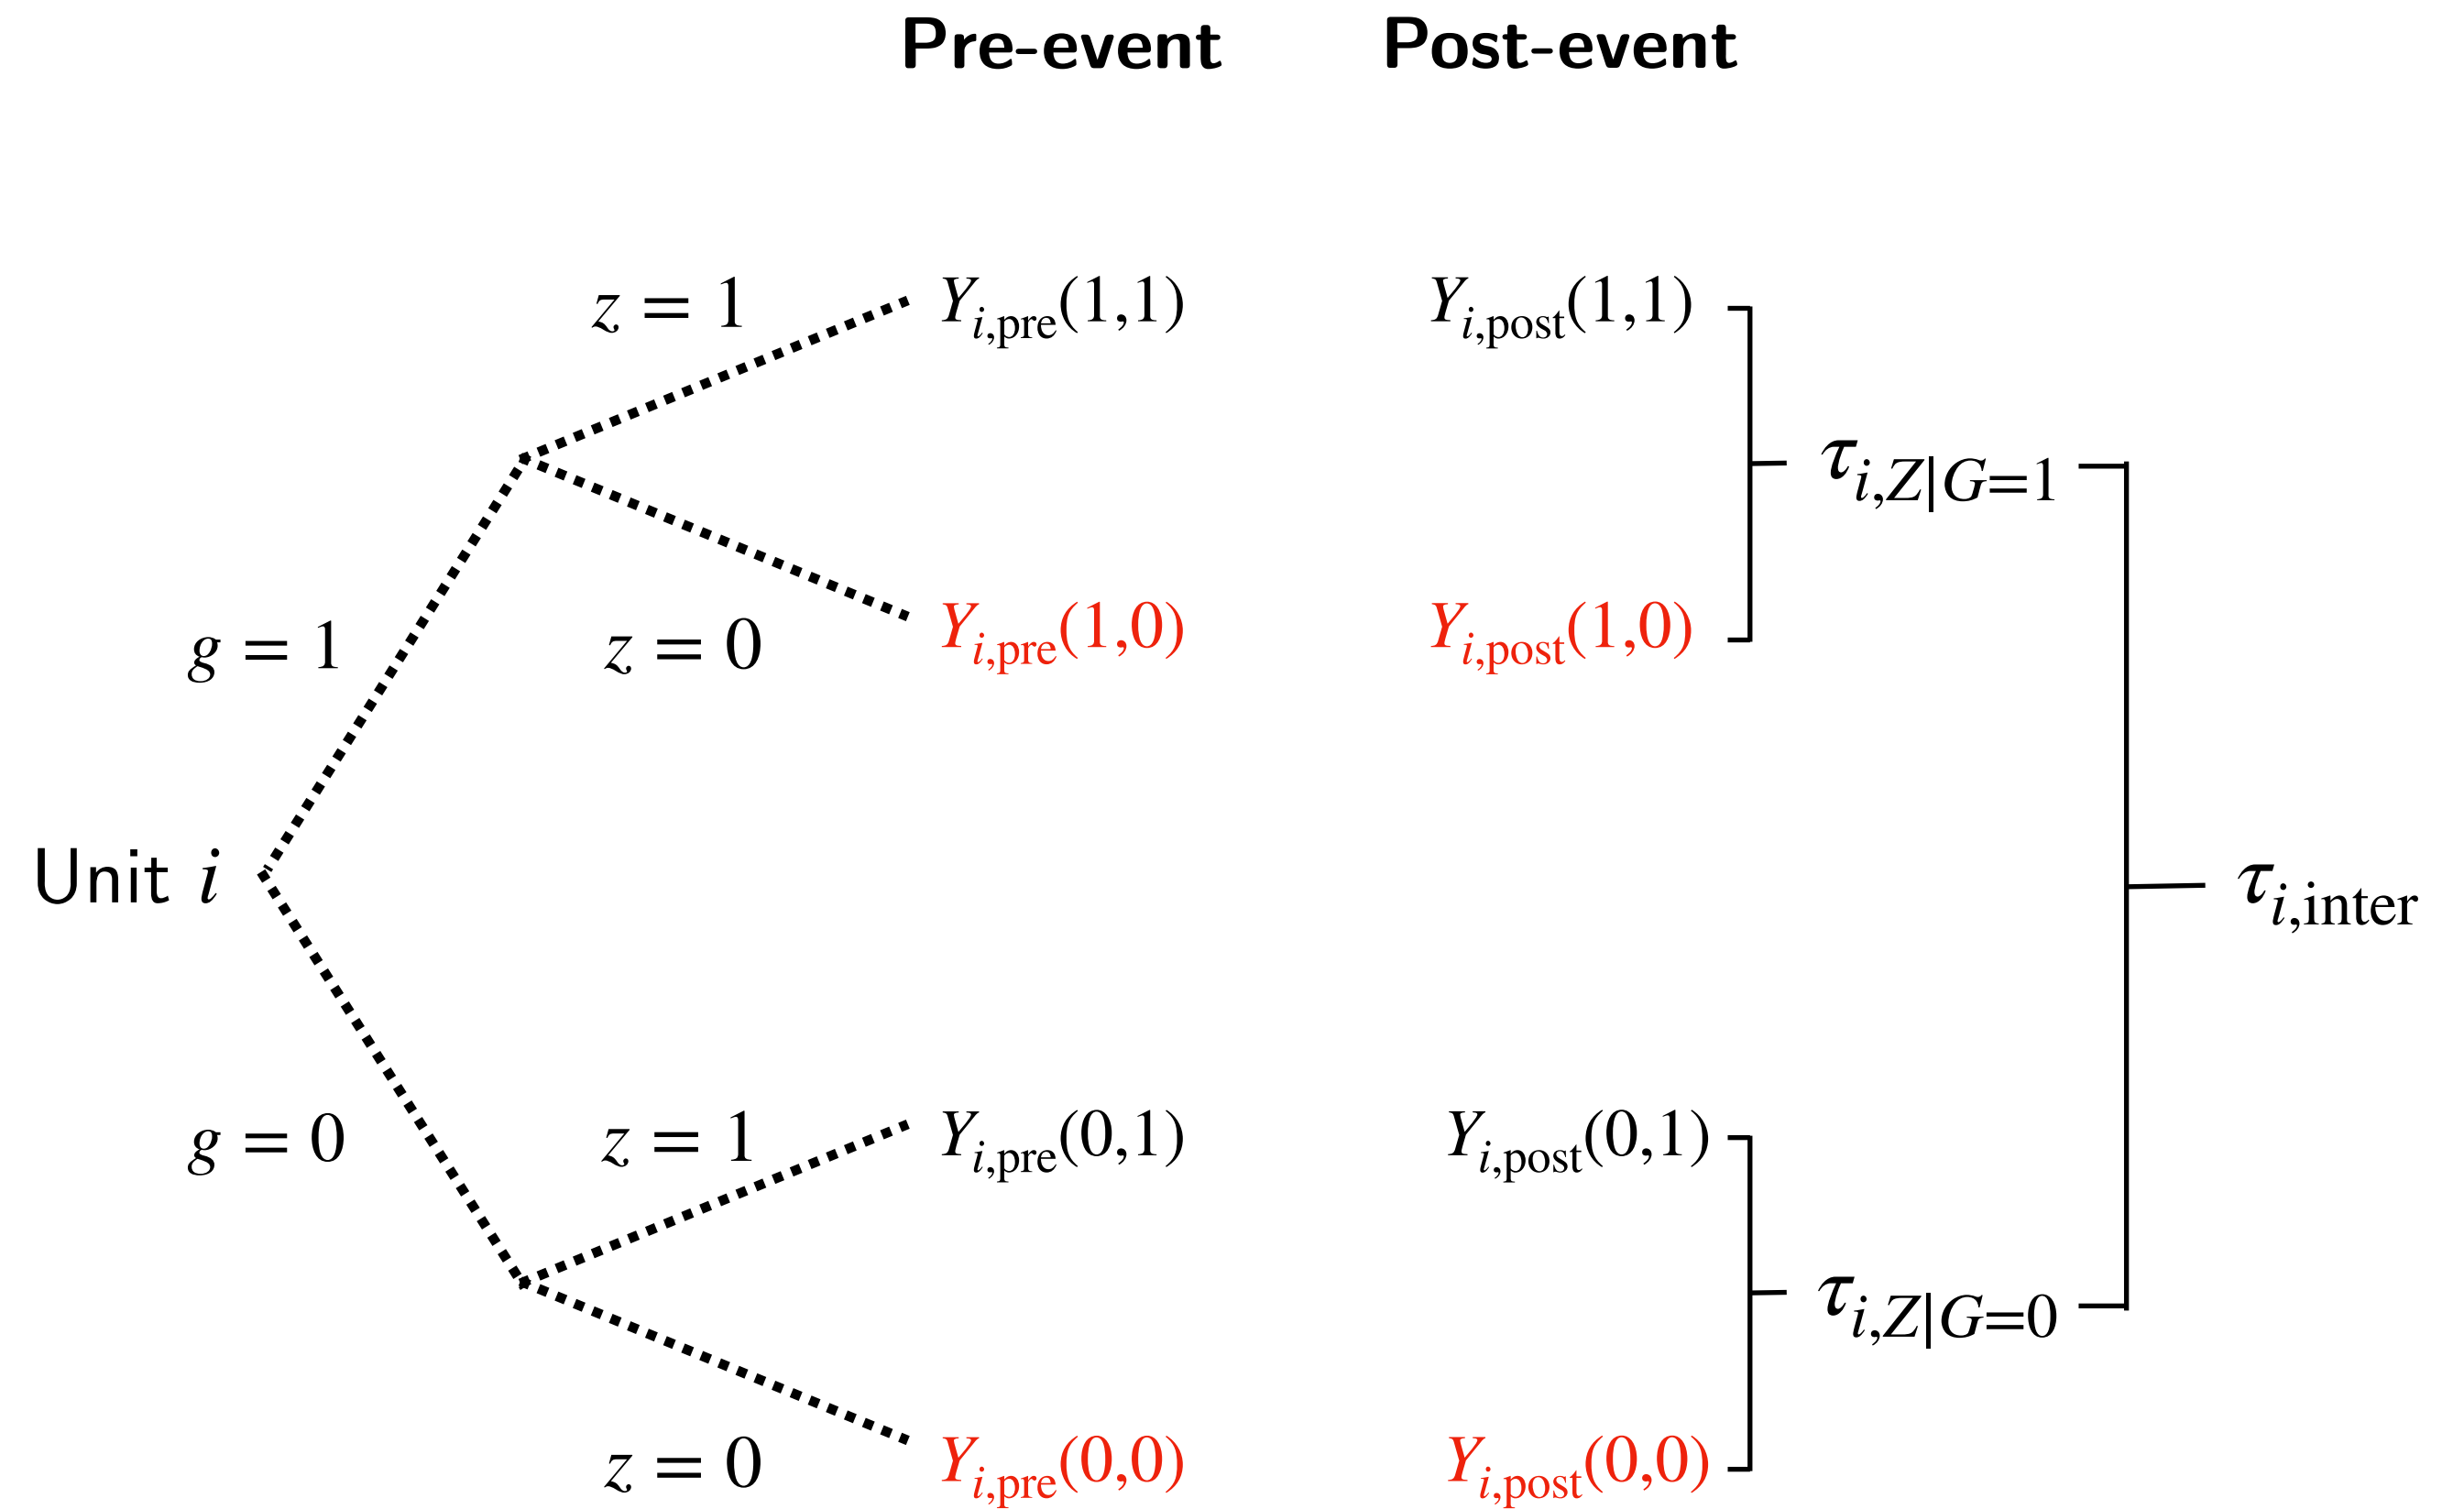 Pre-event Post-event
z = 1 Y_{i,pre}(1,1) Y_{i,post}(1,1)
τ_{i,Z|G=1}
g = 1 z = 0 Y_{i,pre}(1,0) Y_{i,post}(1,0)
Unit i τ_{i,inter}
g = 0 z = 1 Y_{i,pre}(0,1) Y_{i,post}(0,1)
τ_{i,Z|G=0}
z = 0 Y_{i,pre}(0,0) Y_{i,post}(0,0)